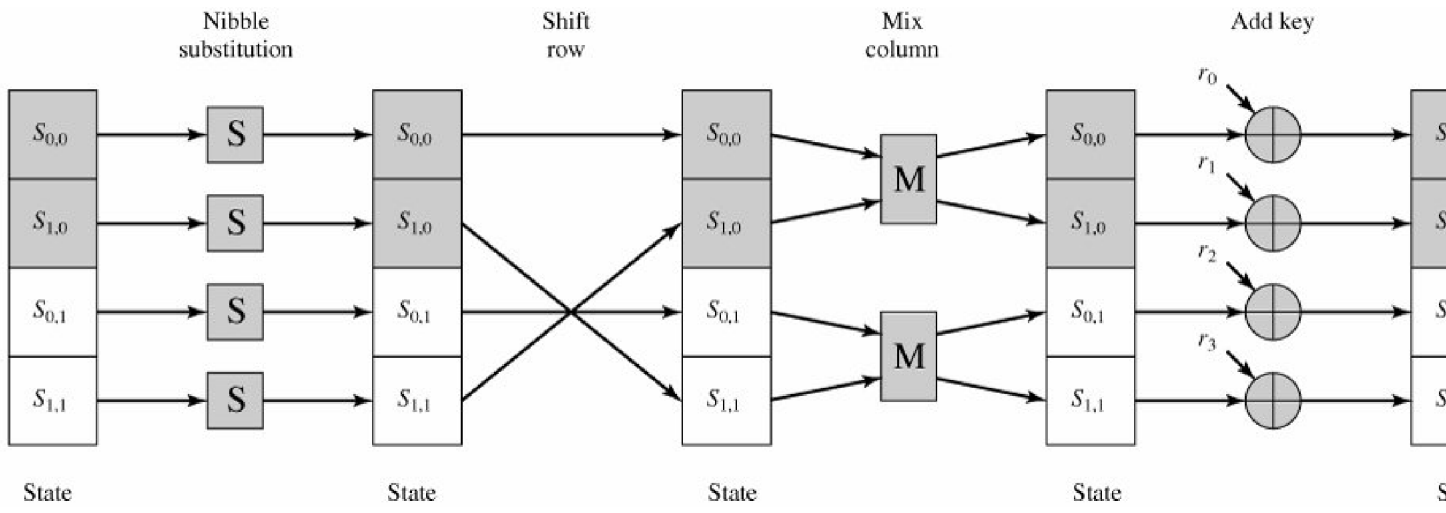 Nibble
substitution
Shift
row
Mix
column
Add key
S0,0
S1,0
S0,1
S1,1
S
S
S
S
S0,0
S1,0
S0,1
S1,1
S0,0
S1,0
S0,1
S1,1
M
M
S0,0
S1,0
S0,1
S1,1
r0
r1
r2
r3
State
State
State
State